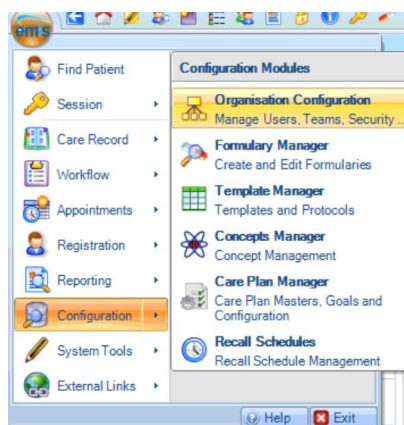 emis
Find Patient
Session
Care Record
Workflow
Appointments
Registration
Reporting
Configuration
System Tools
External Links
Configuration Modules
Organisation Configuration
Manage Users, Teams, Security ...
Formulary Manager
Create and Edit Formularies
Template Manager
Templates and Protocols
Concepts Manager
Concept Management
Care Plan Manager
Care Plan Masters, Goals and
Configuration
Recall Schedules
Recall Schedule Management
Help
Exit